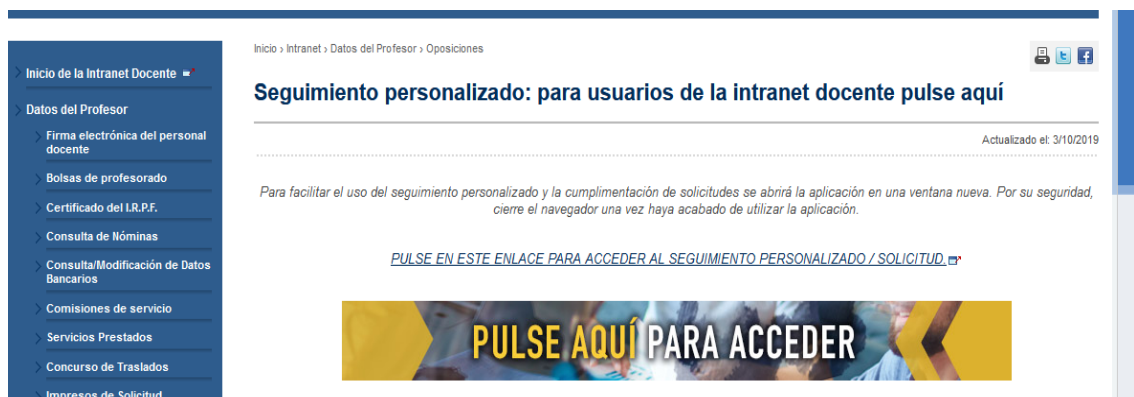 Inicio › Intranet › Datos del Profesor › Oposiciones
Inicio de la Intranet Docente
Datos del Profesor
Firma electrónica del personal
docente
Bolsas de profesorado
Certificado del I.R.P.F.
Consulta de Nóminas
Consulta/Modificación de Datos
Bancarios
Comisiones de servicio
Servicios Prestados
Concurso de Traslados
Impresos de Solicitud
Seguimiento personalizado: para usuarios de la intranet docente pulse aquí
Actualizado el: 3/10/2019
Para facilitar el uso del seguimiento personalizado y la cumplimentación de solicitudes se abrirá la aplicación en una ventana nueva. Por su seguridad,
cierre el navegador una vez haya acabado de utilizar la aplicación.
PULSE EN ESTE ENLACE PARA ACCEDER AL SEGUIMIENTO PERSONALIZADO / SOLICITUD.
PULSE AQUÍ PARA ACCEDER